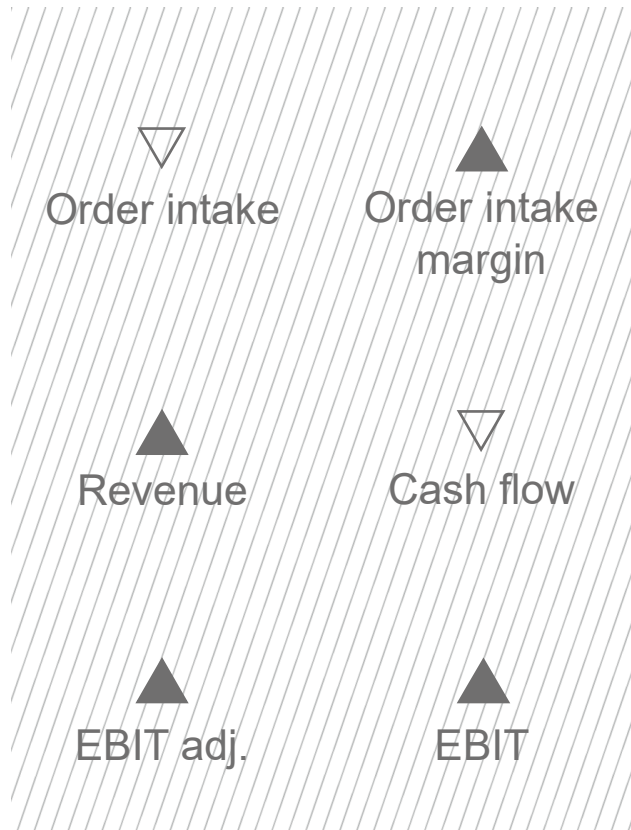 Order intake
Order intake
margin
Revenue
Cash flow
EBIT adj.
EBIT